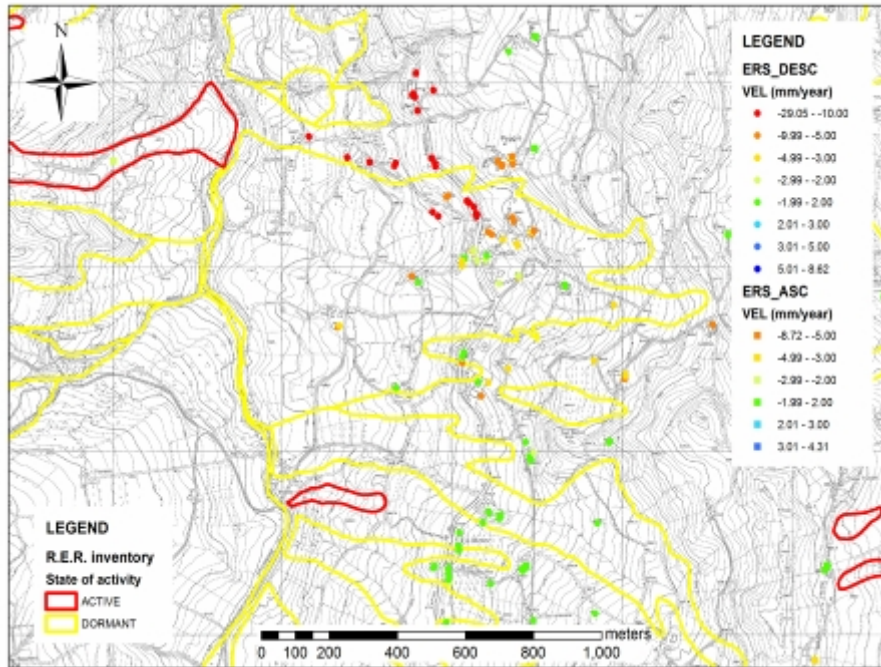 N
LEGEND
ERS_DESC
VEL (mm/year)
-29.05 - -10.00
-9.99 - -5.00
-4.99 - -3.00
-2.99 - -2.00
-1.99 - 2.00
2.01 - 3.00
3.01 - 5.00
5.01 - 8.62
ERS_ASC
VEL (mm/year)
-8.72 - -5.00
-4.99 - -3.00
-2.99 - -2.00
-1.99 - 2.00
2.01 - 3.00
3.01 - 4.31
LEGEND
R.E.R. inventory
State of activity
ACTIVE
DORMANT
0 100 200 400 600 800 1,000 meters